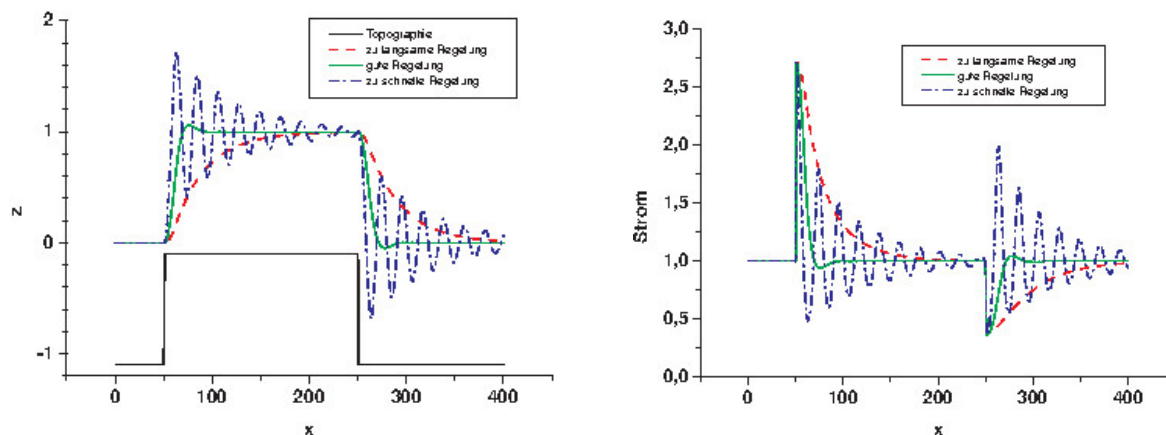 2
1
0
-1
z
0
100
200
300
400
x
Topographie
zu langsame Regelung
gute Regelung
zu schnelle Regelung
3,0
2,5
2,0
1,5
1,0
0,5
0,0
Strom
0
100
200
300
400
x
zu langsame Regelung
gute Regelung
zu schnelle Regelung